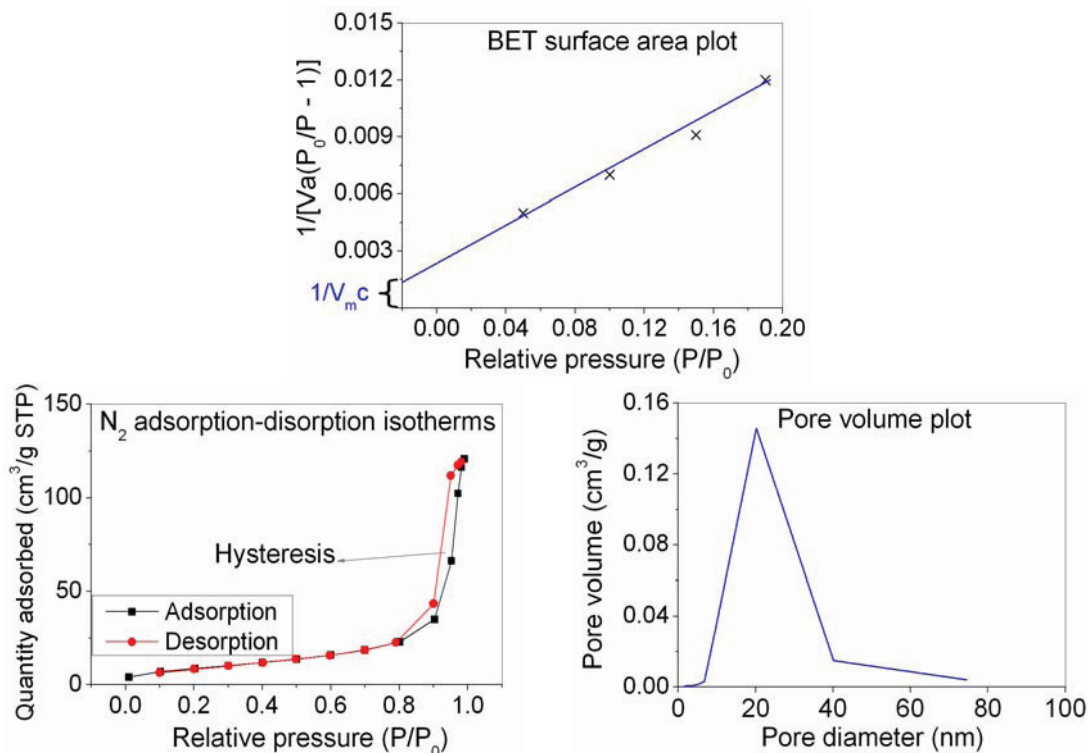 BET surface area plot
1/[Va(P₀/P - 1)]
0.015
0.012
0.009
0.006
0.003
1/Vₘc
0.00 0.04 0.08 0.12 0.16 0.20
Relative pressure (P/P₀)
N₂ adsorption-disorption isotherms
Quantity adsorbed (cm³/g STP)
150
100
50
0
Hysteresis
Adsorption
Desorption
0.0 0.2 0.4 0.6 0.8 1.0
Relative pressure (P/P₀)
Pore volume plot
Pore volume (cm³/g)
0.16
0.12
0.08
0.04
0.00
0 20 40 60 80 100
Pore diameter (nm)